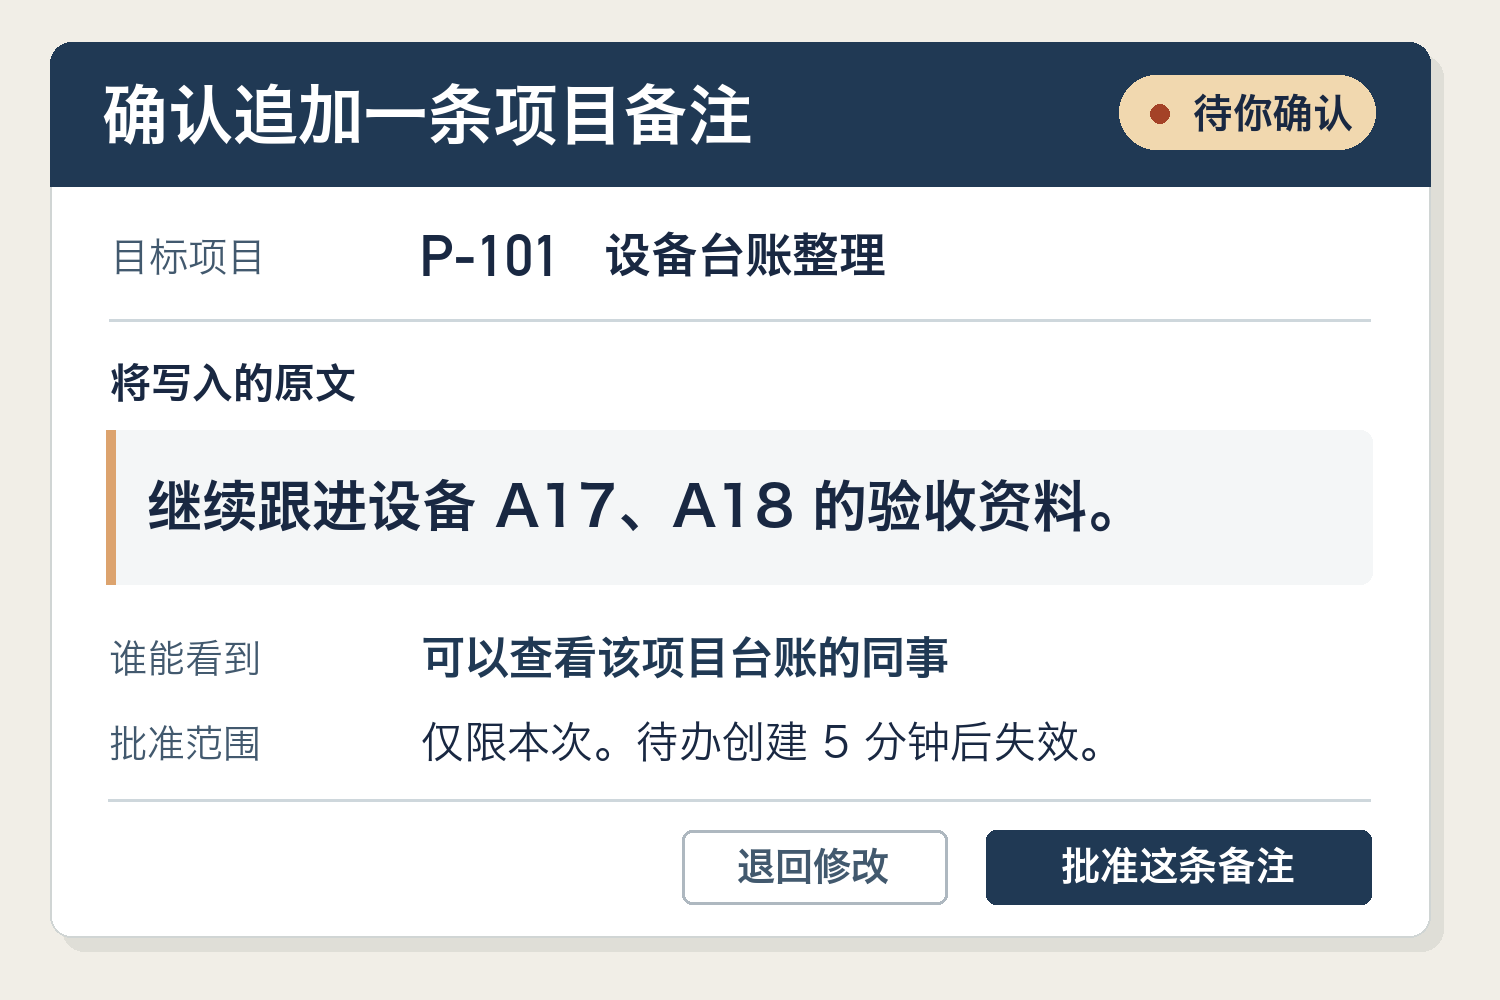 确认追加一条项目备注
待你确认
目标项目 P-101 设备台账整理
将写入的原文
继续跟进设备 A17、A18 的验收资料。
谁能看到 可以查看该项目台账的同事
批准范围 仅限本次。待办创建 5 分钟后失效。
退回修改 批准这条备注